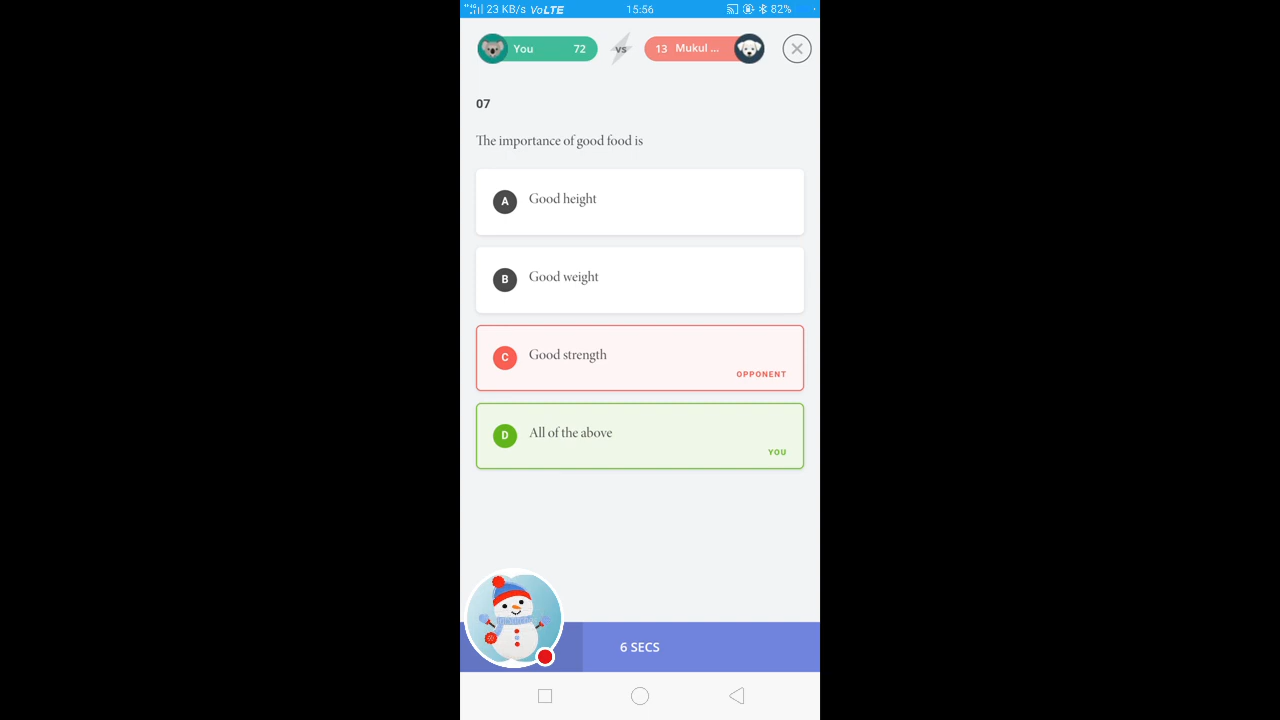 23 KB/s VoLTE 15:56 82%
You 72 VS 13 Mukul ...
07
The importance of good food is
A Good height
B Good weight
C Good strength
OPPONENT
D All of the above
YOU
6 SECS